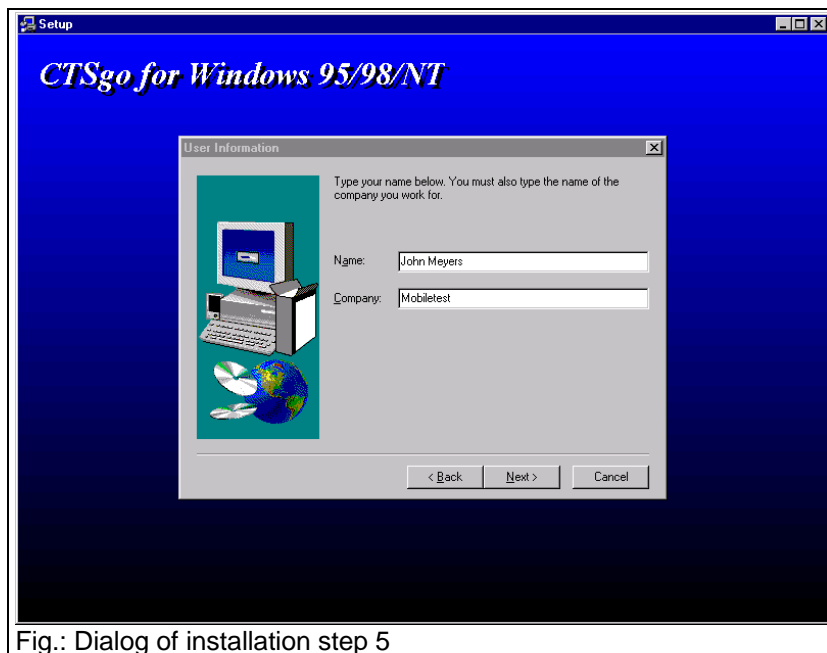 Setup
CTSgo for Windows 95/98/NT
User Information
Type your name below. You must also type the name of the
company you work for.
Name: John Meyers
Company: Mobiletest
< Back Next > Cancel
Fig.: Dialog of installation step 5